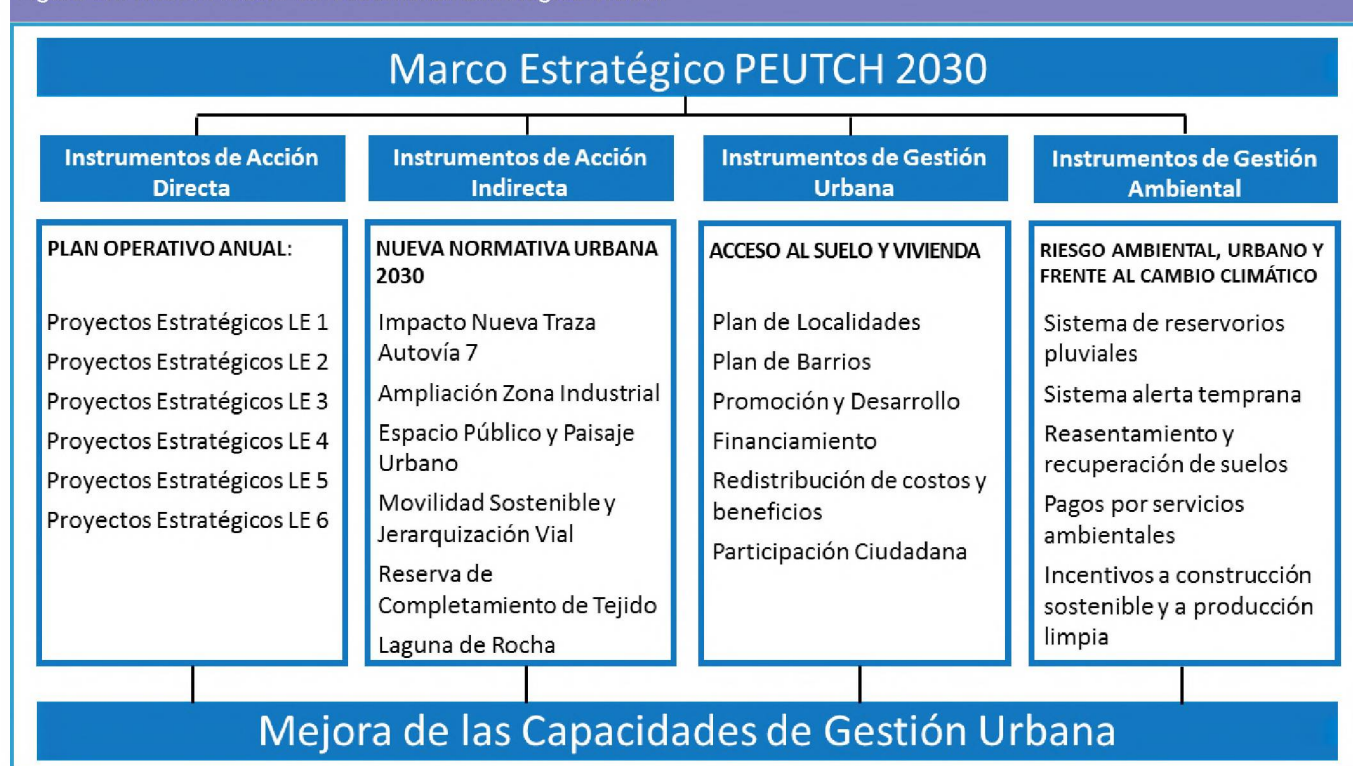 Marco Estratégico PEUTCH 2030
Instrumentos de Acción
Directa
Instrumentos de Acción
Indirecta
Instrumentos de Gestión
Urbana
Instrumentos de Gestión
Ambiental
PLAN OPERATIVO ANUAL:
Proyectos Estratégicos LE 1
Proyectos Estratégicos LE 2
Proyectos Estratégicos LE 3
Proyectos Estratégicos LE 4
Proyectos Estratégicos LE 5
Proyectos Estratégicos LE 6
NUEVA NORMATIVA URBANA
2030
Impacto Nueva Traza
Autovía 7
Ampliación Zona Industrial
Espacio Público y Paisaje
Urbano
Movilidad Sostenible y
Jerarquización Vial
Reserva de
Completamiento de Tejido
Laguna de Rocha
ACCESO AL SUELO Y VIVIENDA
Plan de Localidades
Plan de Barrios
Promoción y Desarrollo
Financiamiento
Redistribución de costos y
beneficios
Participación Ciudadana
RIESGO AMBIENTAL, URBANO Y
FRENTE AL CAMBIO CLIMÁTICO
Sistema de reservorios
pluviales
Sistema alerta temprana
Reasentamiento y
recuperación de suelos
Pagos por servicios
ambientales
Incentivos a construcción
sostenible y a producción
limpia
Mejora de las Capacidades de Gestión Urbana